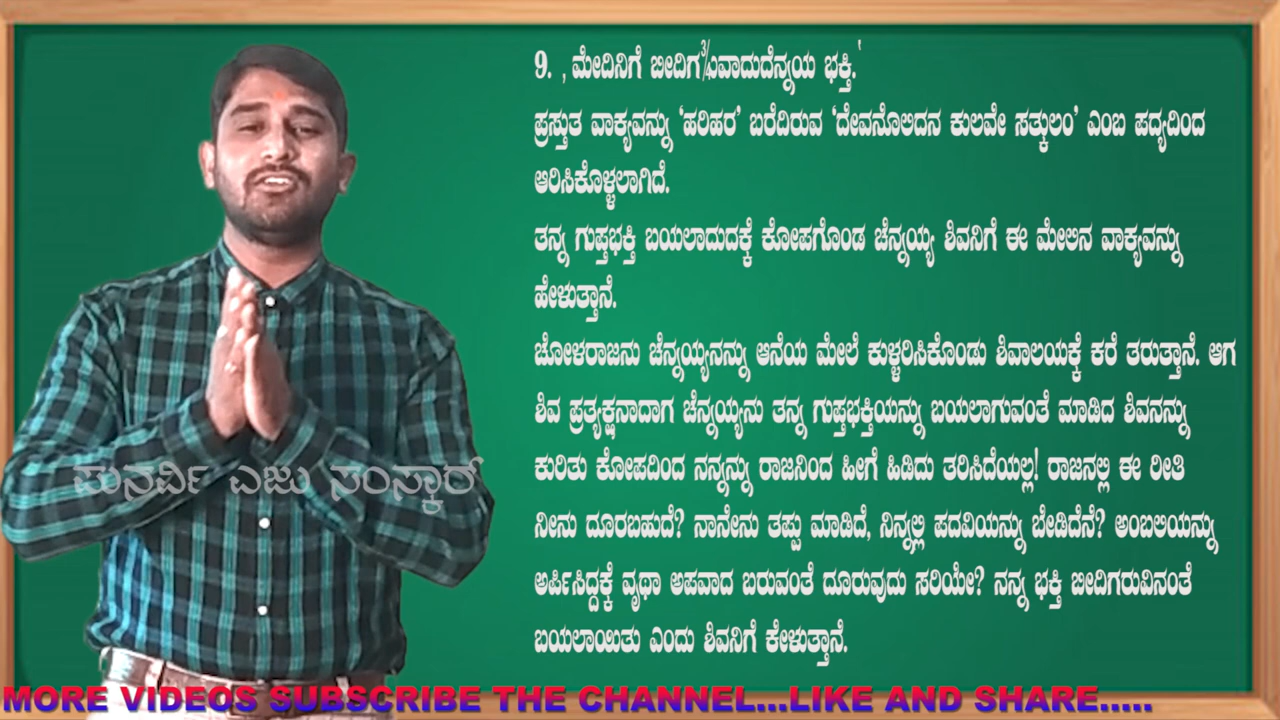 9. , ಮೇದಿನಿಗೆ ಬೀದಿಗ¾ುವಾದುದೆನ್ನಯ ಭಕ್ತಿ.'
ಪ್ರಸ್ತುತ ವಾಕ್ಯವನ್ನು 'ಹರಿಹರ' ಬರೆದಿರುವ 'ದೇವನೊಲಿದನ ಕುಲವೇ ಸತ್ಕುಲಂ' ಎಂಬ ಪದ್ಯದಿಂದ
ಆರಿಸಿಕೊಳ್ಳಲಾಗಿದೆ.
ತನ್ನ ಗುಪ್ತಭಕ್ತಿ ಬಯಲಾದುದಕ್ಕೆ ಕೋಪಗೊಂಡ ಚೆನ್ನಯ್ಯ ಶಿವನಿಗೆ ಈ ಮೇಲಿನ ವಾಕ್ಯವನ್ನು
ಹೇಳುತ್ತಾನೆ.
ಚೋಳರಾಜನು ಚೆನ್ನಯ್ಯನನ್ನು ಆನೆಯ ಮೇಲೆ ಕುಳ್ಳರಿಸಿಕೊಂಡು ಶಿವಾಲಯಕ್ಕೆ ಕರೆ ತರುತ್ತಾನೆ. ಆಗ
ಶಿವ ಪ್ರತ್ಯಕ್ಷನಾದಾಗ ಚೆನ್ನಯ್ಯನು ತನ್ನ ಗುಪ್ತಭಕ್ತಿಯನ್ನು ಬಯಲಾಗುವಂತೆ ಮಾಡಿದ ಶಿವನನ್ನು
ಕುರಿತು ಕೋಪದಿಂದ ನನ್ನನ್ನು ರಾಜನಿಂದ ಹೀಗೆ ಹಿಡಿದು ತರಿಸಿದೆಯಲ್ಲ! ರಾಜನಲ್ಲಿ ಈ ರೀತಿ
ನೀನು ದೂರಬಹುದೆ? ನಾನೇನು ತಪ್ಪು ಮಾಡಿದೆ, ನಿನ್ನಲ್ಲಿ ಪದವಿಯನ್ನು ಬೇಡಿದೆನೆ? ಅಂಬಲಿಯನ್ನು
ಅರ್ಪಿಸಿದ್ದಕ್ಕೆ ವೃಥಾ ಅಪವಾದ ಬರುವಂತೆ ದೂರುವುದು ಸರಿಯೇ? ನನ್ನ ಭಕ್ತಿ ಬೀದಿಗರುವಿನಂತೆ
ಬಯಲಾಯಿತು ಎಂದು ಶಿವನಿಗೆ ಕೇಳುತ್ತಾನೆ.
ಪುನರ್ವಿ ಎಜು ಸಂಸ್ಕಾರ್
MORE VIDEOS SUBSCRIBE THE CHANNEL...LIKE AND SHARE.....